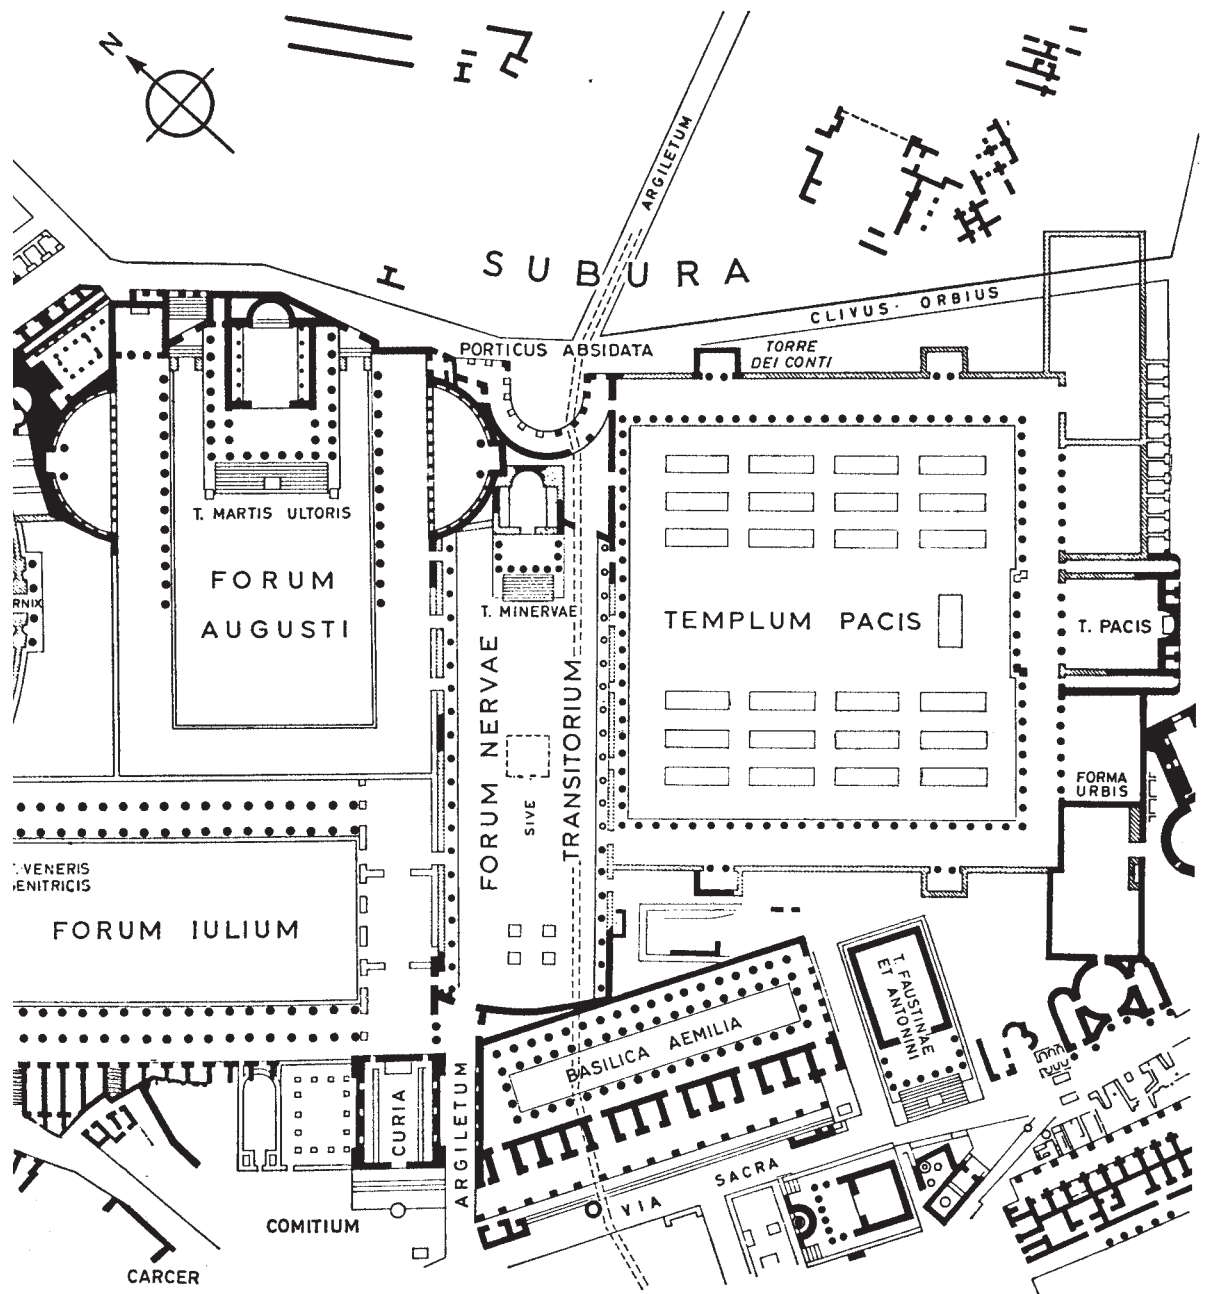 N
ARGILETUM
SUBURA
CLIVUS· ORBIUS
PORTICUS ABSIDATA
TORRE
DEI CONTI
T. MARTIS ULTORIS
FORUM
AUGUSTI
T. MINERVAE
TEMPLUM PACIS
T. PACIS
RNIX
FORUM NERVAE
SIVE
TRANSITORIUM
FORMA
URBIS
T. VENERIS
GENITRICIS
FORUM IULIUM
T. FAUSTINAE
ET ANTONINI
BASILICA AEMILIA
CURIA
ARGILETUM
VIA SACRA
COMITIUM
CARCER